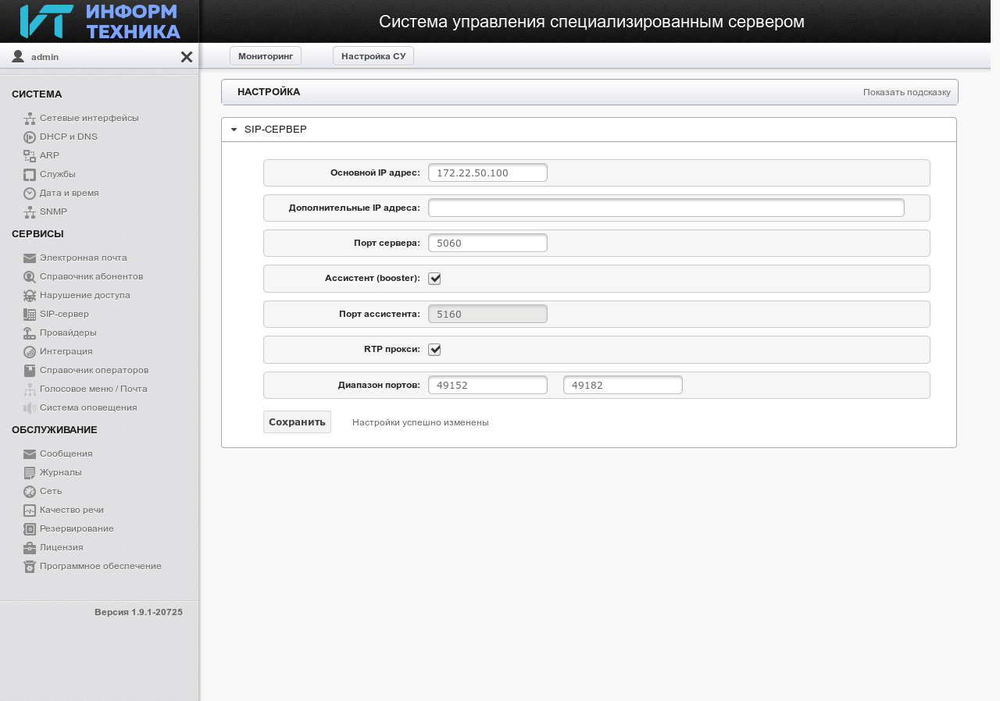 ИНФОРМ
ТЕХНИКА
Система управления специализированным сервером
admin
Мониторинг
Настройка СУ
СИСТЕМА
Сетевые интерфейсы
DHCP и DNS
ARP
Службы
Дата и время
SNMP
СЕРВИСЫ
Электронная почта
Справочник абонентов
Нарушение доступа
SIP-сервер
Провайдеры
Интеграция
Справочник операторов
Голосовое меню / Почта
Система оповещения
ОБСЛУЖИВАНИЕ
Сообщения
Журналы
Сеть
Качество речи
Резервирование
Лицензия
Программное обеспечение
Версия 1.9.1-20725
НАСТРОЙКА
Показать подсказку
SIP-СЕРВЕР
Основной IP адрес: 172.22.50.100
Дополнительные IP адреса:
Порт сервера: 5060
Ассистент (booster):
Порт ассистента: 5160
RTP прокси:
Диапазон портов: 49152 49182
Сохранить Настройки успешно изменены